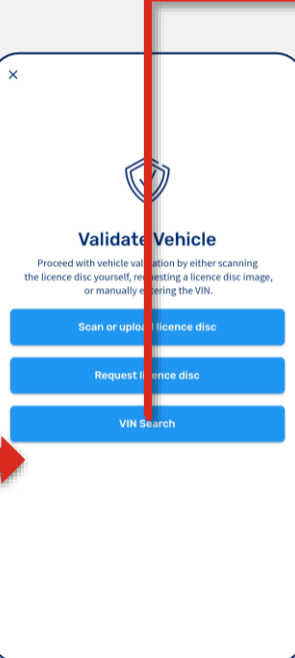 Validate Vehicle
Proceed with vehicle validation by either scanning
the licence disc yourself, requesting a licence disc image,
or manually entering the VIN.
Scan or upload licence disc
Request licence disc
VIN Search